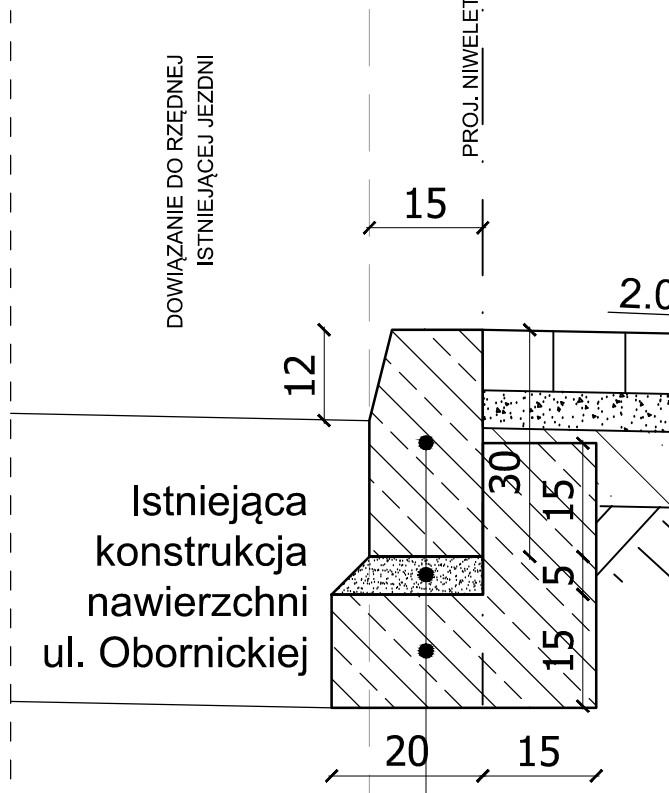 DOWIĄZANIE DO RZĘDNEJ
ISTNIEJĄCEJ JEZDNI
PROJ. NIWELET
15
2.0
12
30
15
5
15
Istniejąca
konstrukcja
nawierzchni
ul. Obornickiej
20
15